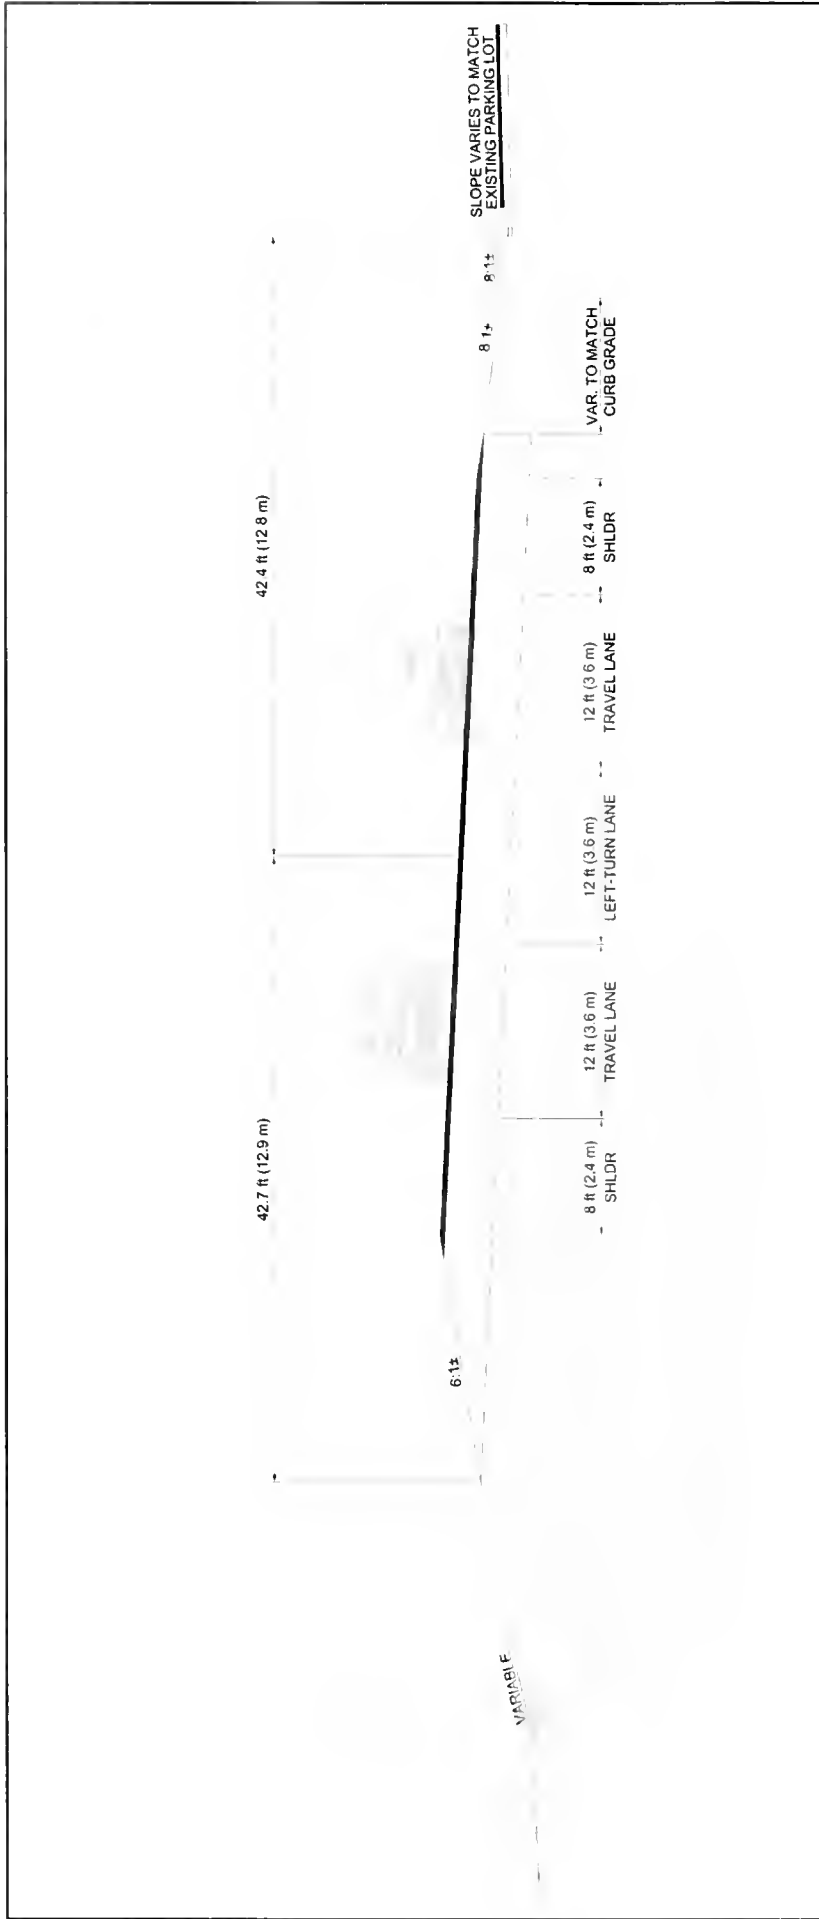 42.7 ft (12.9 m)
42.4 ft (12.8 m)
SLOPE VARIES TO MATCH
EXISTING PARKING LOT
6:1±
8:1±
8:1±
VARIABLE
8 ft (2.4 m)
SHLDR
12 ft (3.6 m)
TRAVEL LANE
12 ft (3.6 m)
LEFT-TURN LANE
12 ft (3.6 m)
TRAVEL LANE
8 ft (2.4 m)
SHLDR
VAR. TO MATCH
CURB GRADE